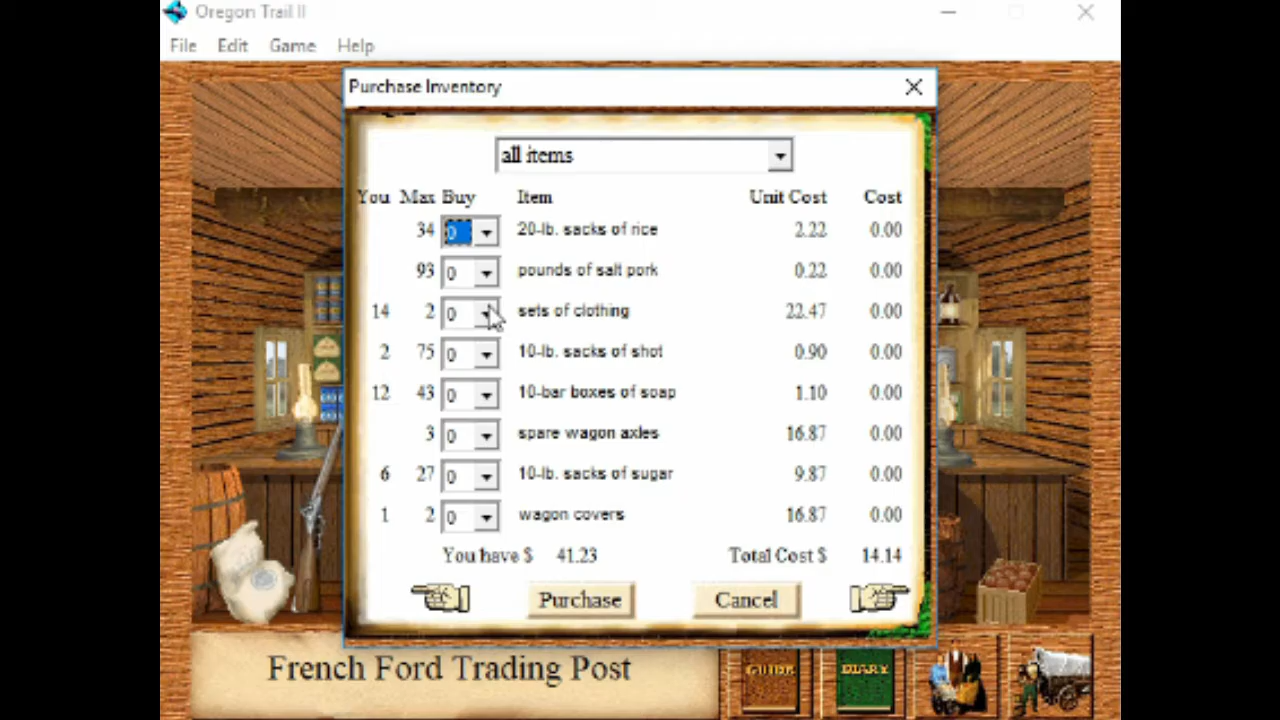 Oregon Trail II
File Edit Game Help
Purchase Inventory
all items
You Max Buy Item Unit Cost Cost
34 0 20-lb. sacks of rice 2.22 0.00
93 0 pounds of salt pork 0.22 0.00
14 2 0 sets of clothing 22.47 0.00
2 75 0 10-lb. sacks of shot 0.90 0.00
12 43 0 10-bar boxes of soap 1.10 0.00
3 0 spare wagon axles 16.87 0.00
6 27 0 10-lb. sacks of sugar 9.87 0.00
1 2 0 wagon covers 16.87 0.00
You have $ 41.23 Total Cost $ 14.14
Purchase Cancel
French Ford Trading Post
GUIDE DIARY